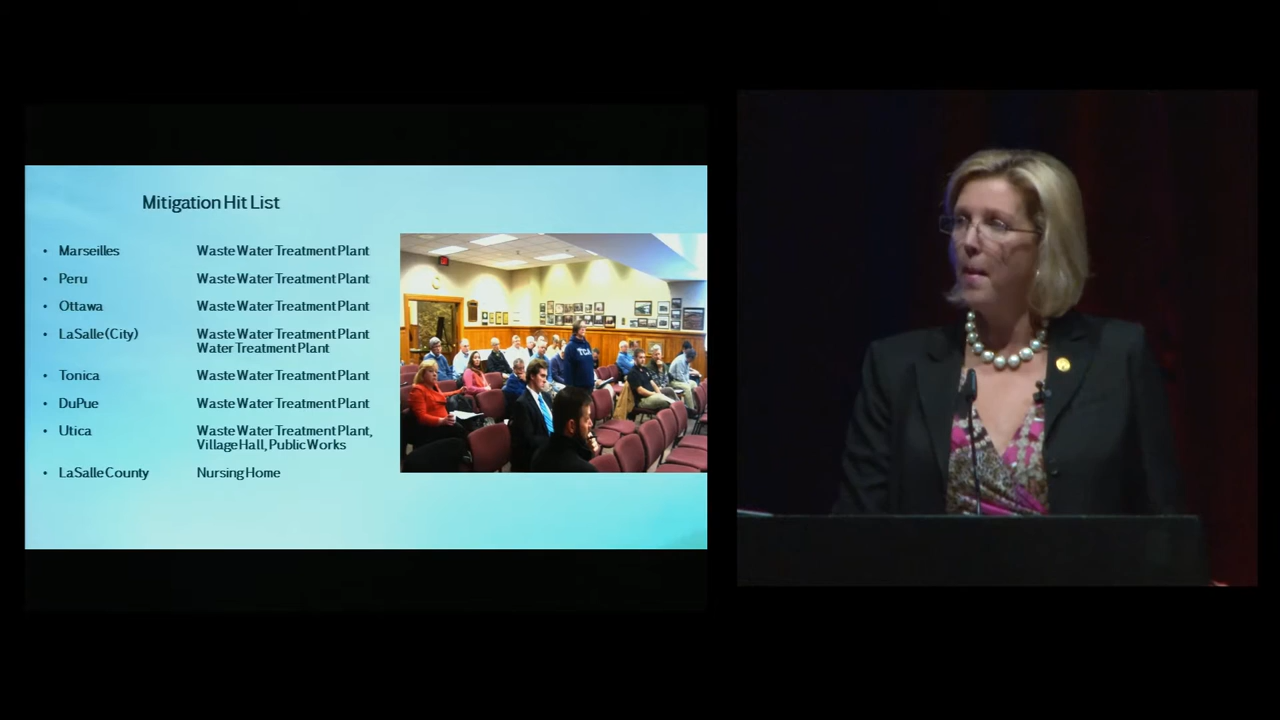 Mitigation Hit List
• Marseilles Waste Water Treatment Plant
• Peru Waste Water Treatment Plant
• Ottawa Waste Water Treatment Plant
• LaSalle (City) Waste Water Treatment Plant
Water Treatment Plant
• Tonica Waste Water Treatment Plant
• DuPue Waste Water Treatment Plant
• Utica Waste Water Treatment Plant,
Village Hall, Public Works
• LaSalle County Nursing Home